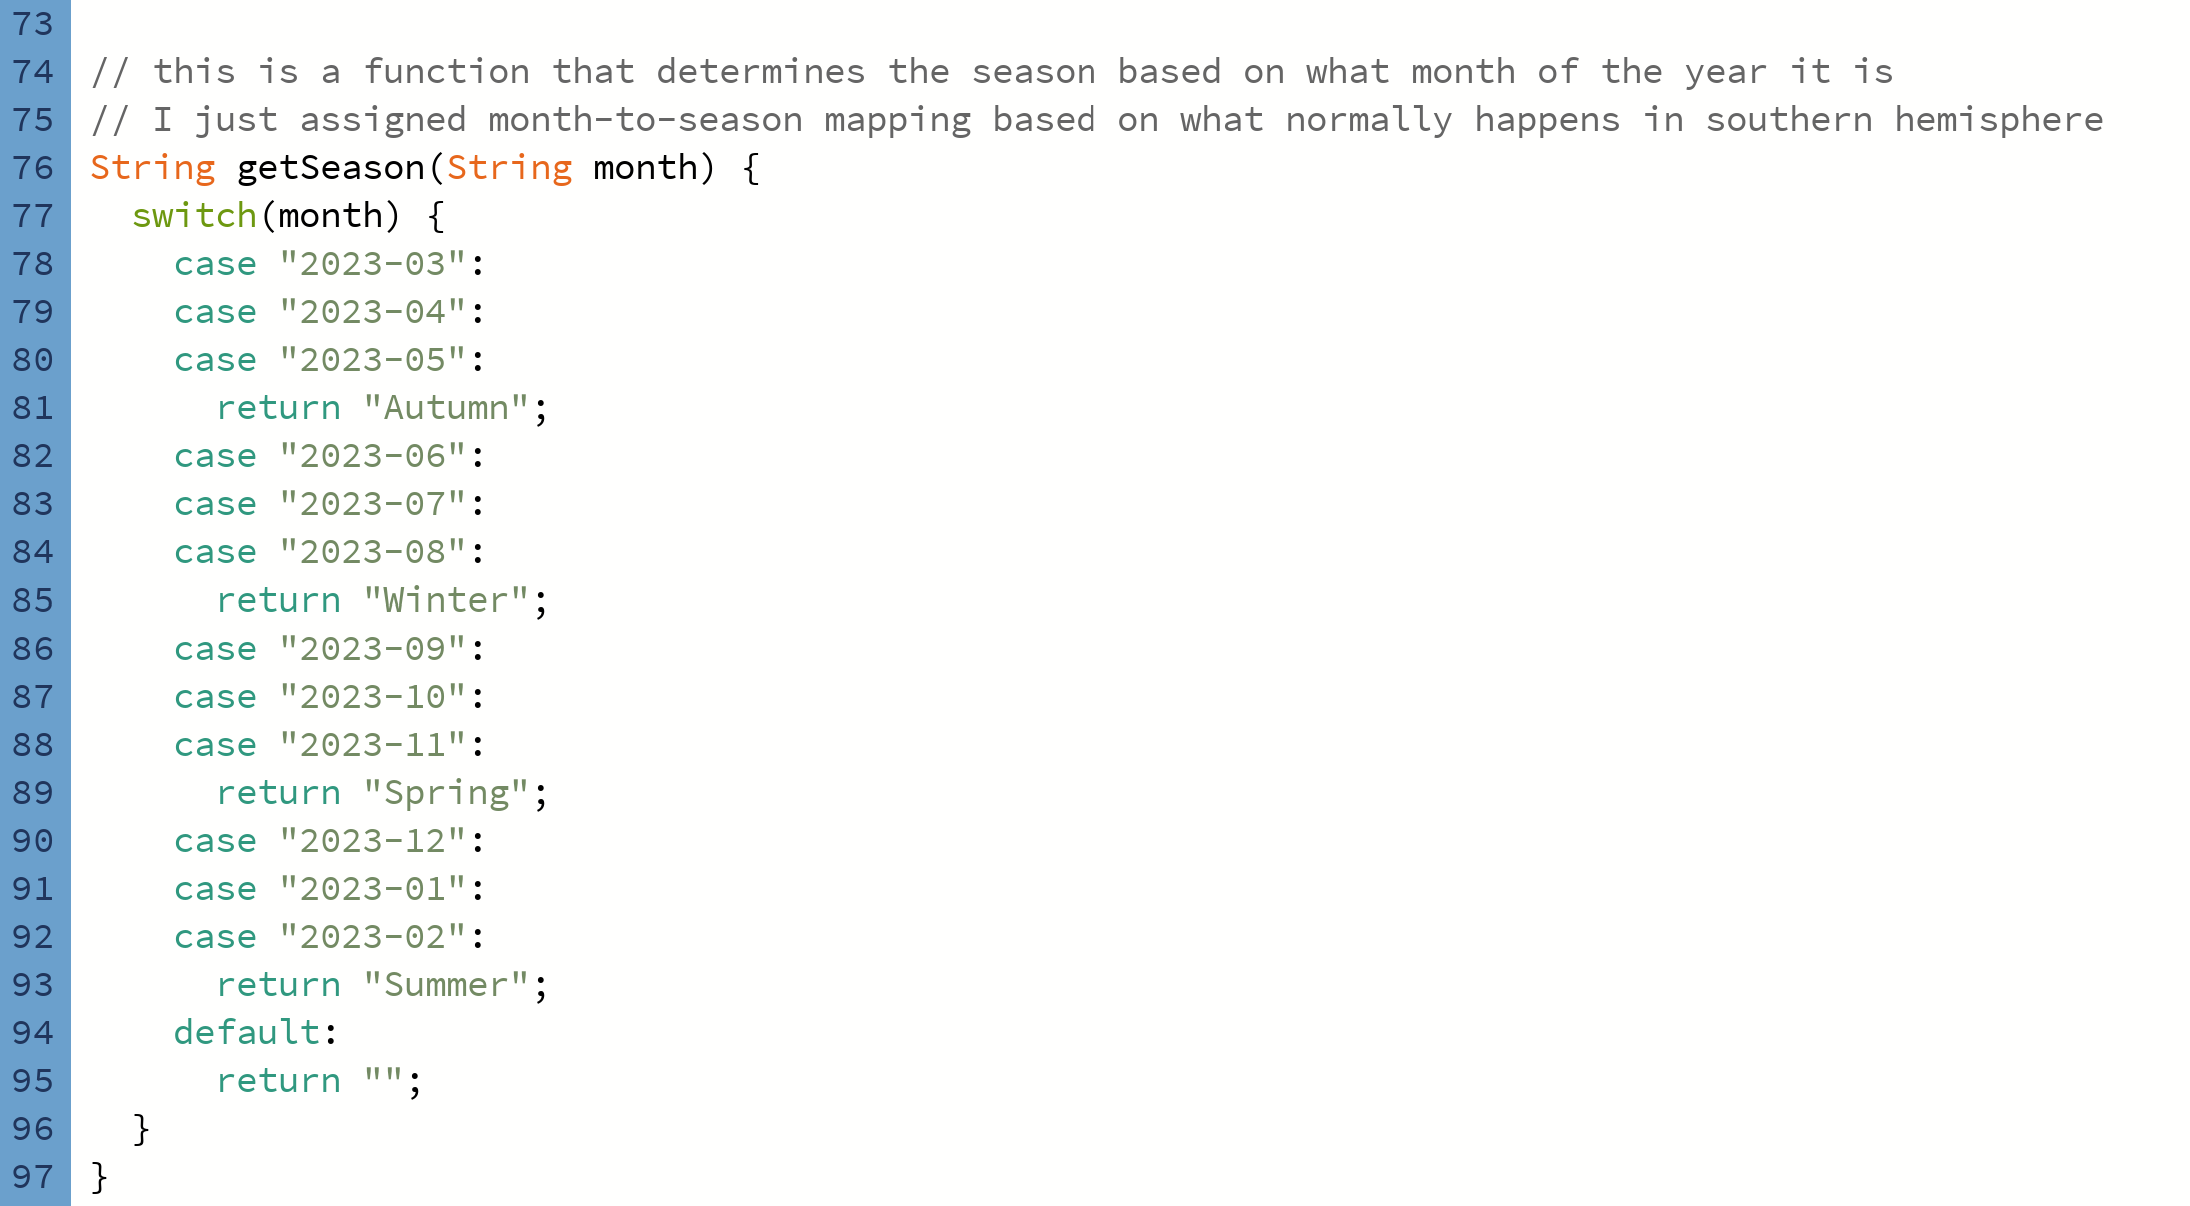 73
74 // this is a function that determines the season based on what month of the year it is
75 // I just assigned month-to-season mapping based on what normally happens in southern hemisphere
76 String getSeason(String month) {
77   switch(month) {
78     case "2023-03":
79     case "2023-04":
80     case "2023-05":
81       return "Autumn";
82     case "2023-06":
83     case "2023-07":
84     case "2023-08":
85       return "Winter";
86     case "2023-09":
87     case "2023-10":
88     case "2023-11":
89       return "Spring";
90     case "2023-12":
91     case "2023-01":
92     case "2023-02":
93       return "Summer";
94     default:
95       return "";
96   }
97 }